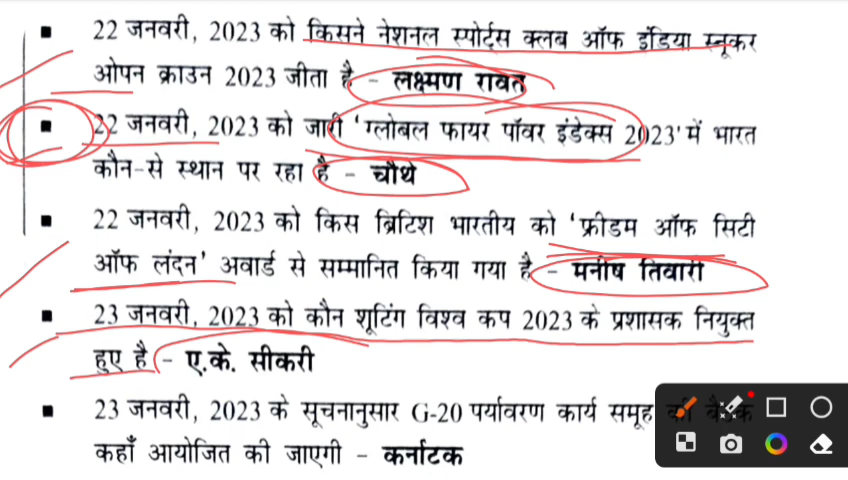 ▪ 22 जनवरी, 2023 को किसने नेशनल स्पोर्ट्स क्लब ऑफ इंडिया स्नूकर
ओपन क्राउन 2023 जीता है – लक्ष्मण रावत
▪ 22 जनवरी, 2023 को जारी 'ग्लोबल फायर पॉवर इंडेक्स 2023' में भारत
कौन-से स्थान पर रहा है – चौथे
▪ 22 जनवरी, 2023 को किस ब्रिटिश भारतीय को 'फ्रीडम ऑफ सिटी
ऑफ लंदन' अवार्ड से सम्मानित किया गया है – मनीष तिवारी
▪ 23 जनवरी, 2023 को कौन शूटिंग विश्व कप 2023 के प्रशासक नियुक्त
हुए है – ए.के. सीकरी
▪ 23 जनवरी, 2023 के सूचनानुसार G-20 पर्यावरण कार्य समूह की बैठक
कहाँ आयोजित की जाएगी – कर्नाटक